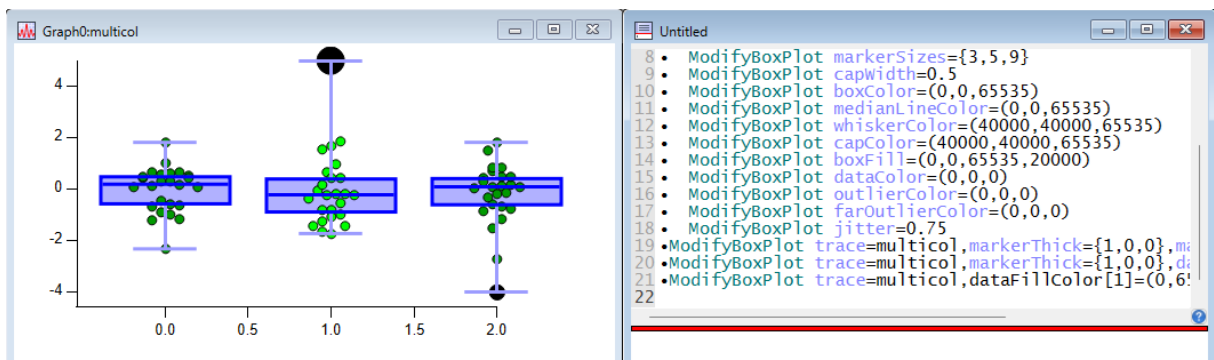 Graph0:multicol
4
2
0
-2
-4
0.0 0.5 1.0 1.5 2.0
Untitled
8 • ModifyBoxPlot markerSizes={3,5,9}
9 • ModifyBoxPlot capWidth=0.5
10 • ModifyBoxPlot boxColor=(0,0,65535)
11 • ModifyBoxPlot medianLineColor=(0,0,65535)
12 • ModifyBoxPlot whiskerColor=(40000,40000,65535)
13 • ModifyBoxPlot capColor=(40000,40000,65535)
14 • ModifyBoxPlot boxFill=(0,0,65535,20000)
15 • ModifyBoxPlot dataColor=(0,0,0)
16 • ModifyBoxPlot outlierColor=(0,0,0)
17 • ModifyBoxPlot farOutlierColor=(0,0,0)
18 • ModifyBoxPlot jitter=0.75
19 •ModifyBoxPlot trace=multicol,markerThick={1,0,0},ma
20 •ModifyBoxPlot trace=multicol,markerThick={1,0,0},da
21 •ModifyBoxPlot trace=multicol,dataFillColor[1]=(0,65
22
?